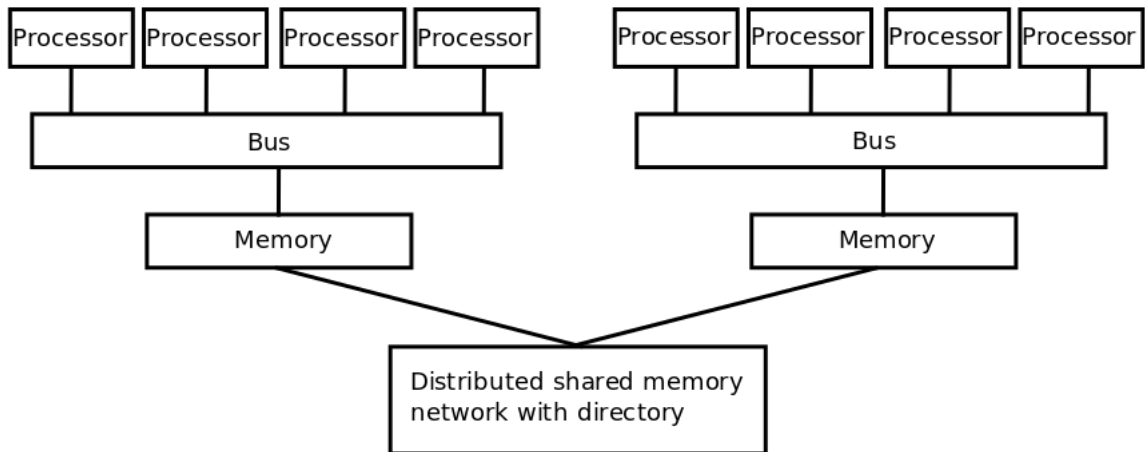 Processor Processor Processor Processor Processor Processor Processor Processor
Bus Bus
Memory Memory
Distributed shared memory
network with directory